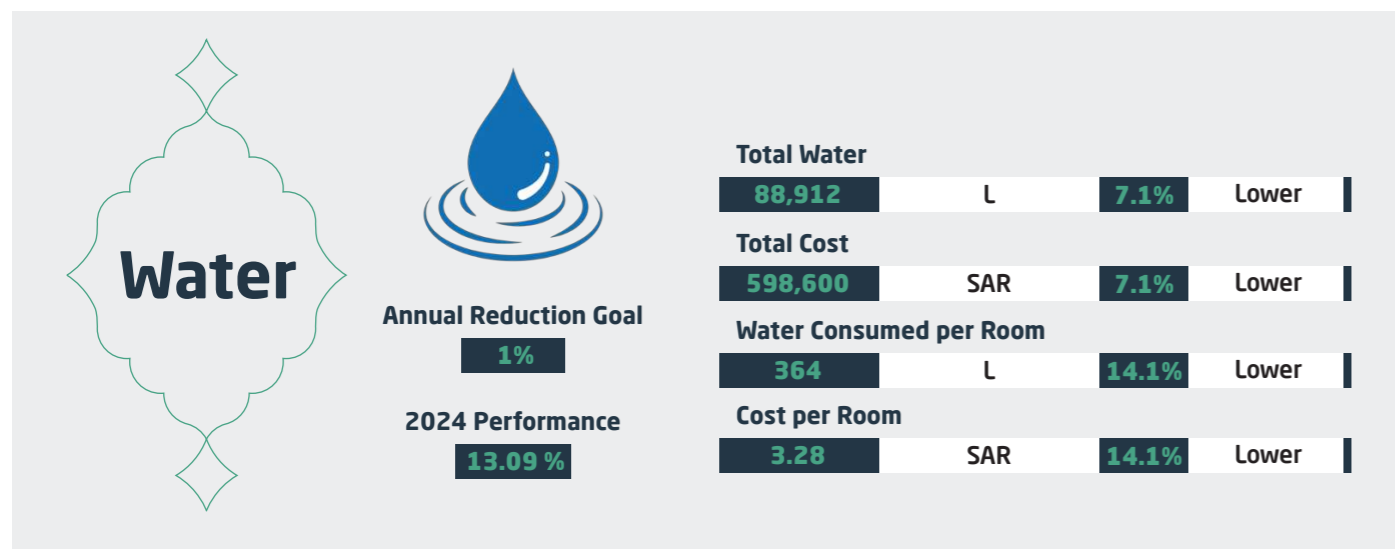 Water
Annual Reduction Goal
1%
2024 Performance
13.09 %
Total Water
88,912 L 7.1% Lower
Total Cost
598,600 SAR 7.1% Lower
Water Consumed per Room
364 L 14.1% Lower
Cost per Room
3.28 SAR 14.1% Lower